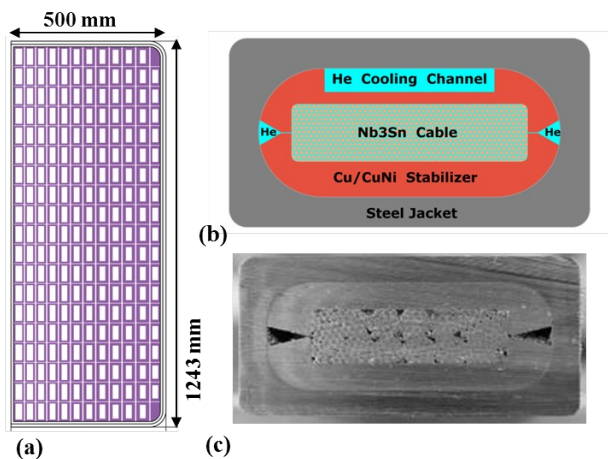 500 mm
1243 mm
(a)
He Cooling Channel
He
Nb3Sn Cable
He
Cu/CuNi Stabilizer
Steel Jacket
(b)
(c)